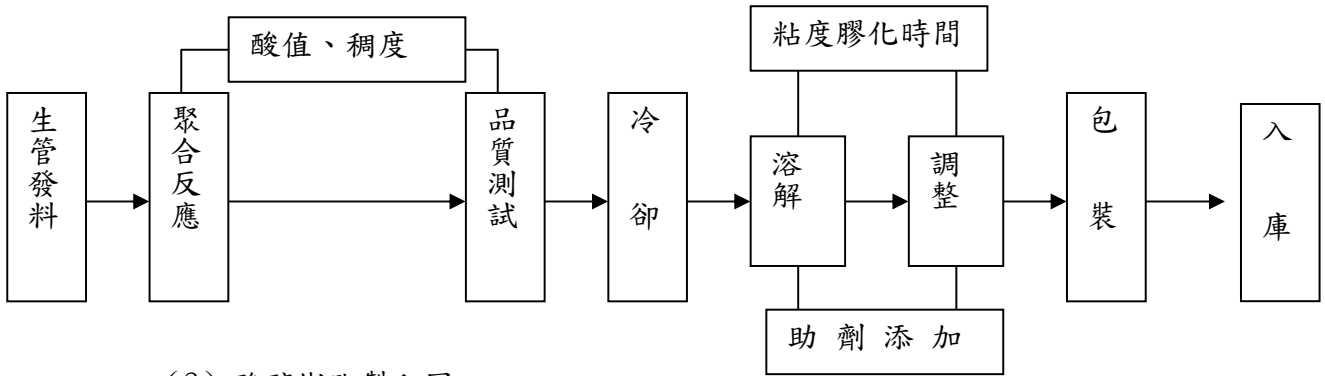 酸值、稠度
粘度膠化時間
生管發料
聚合反應
品質測試
冷卻
溶解
調整
包裝
入庫
助劑添加